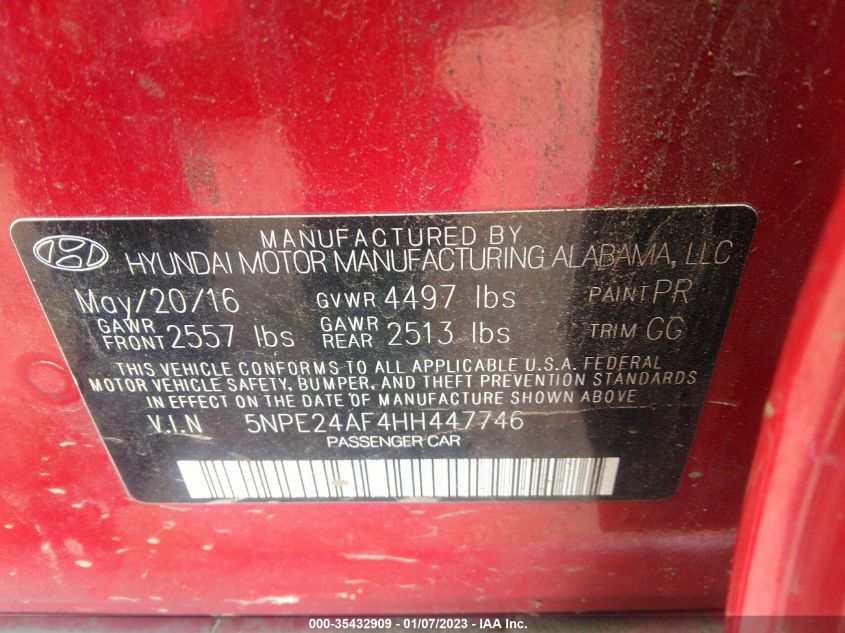 MANUFACTURED BY
HYUNDAI MOTOR MANUFACTURING ALABAMA, LLC
May/20/16 GVWR 4497 lbs PAINT PR
GAWR FRONT 2557 lbs GAWR REAR 2513 lbs TRIM GG
THIS VEHICLE CONFORMS TO ALL APPLICABLE U.S.A. FEDERAL
MOTOR VEHICLE SAFETY, BUMPER, AND THEFT PREVENTION STANDARDS
IN EFFECT ON THE DATE OF MANUFACTURE SHOWN ABOVE
V.I.N 5NPE24AF4HH447746
PASSENGER CAR
000-35432909 - 01/07/2023 - IAA Inc.